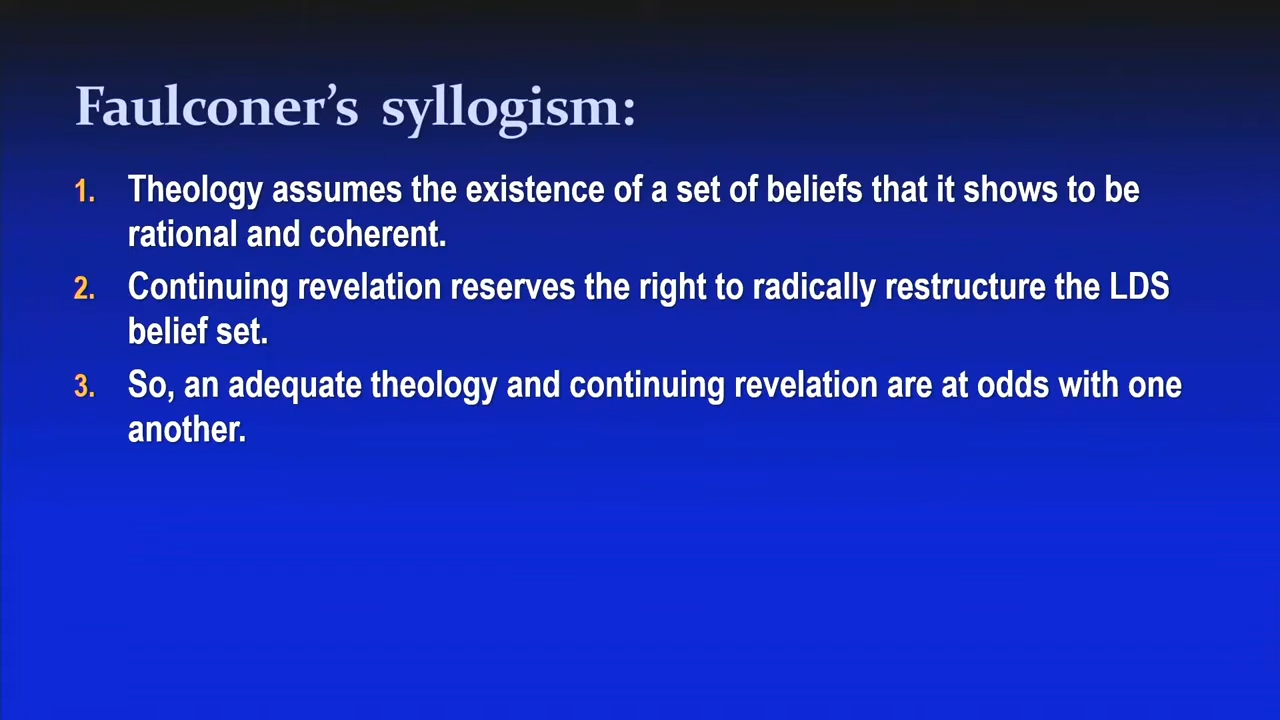 Faulconer's syllogism:
1. Theology assumes the existence of a set of beliefs that it shows to be
rational and coherent.
2. Continuing revelation reserves the right to radically restructure the LDS
belief set.
3. So, an adequate theology and continuing revelation are at odds with one
another.